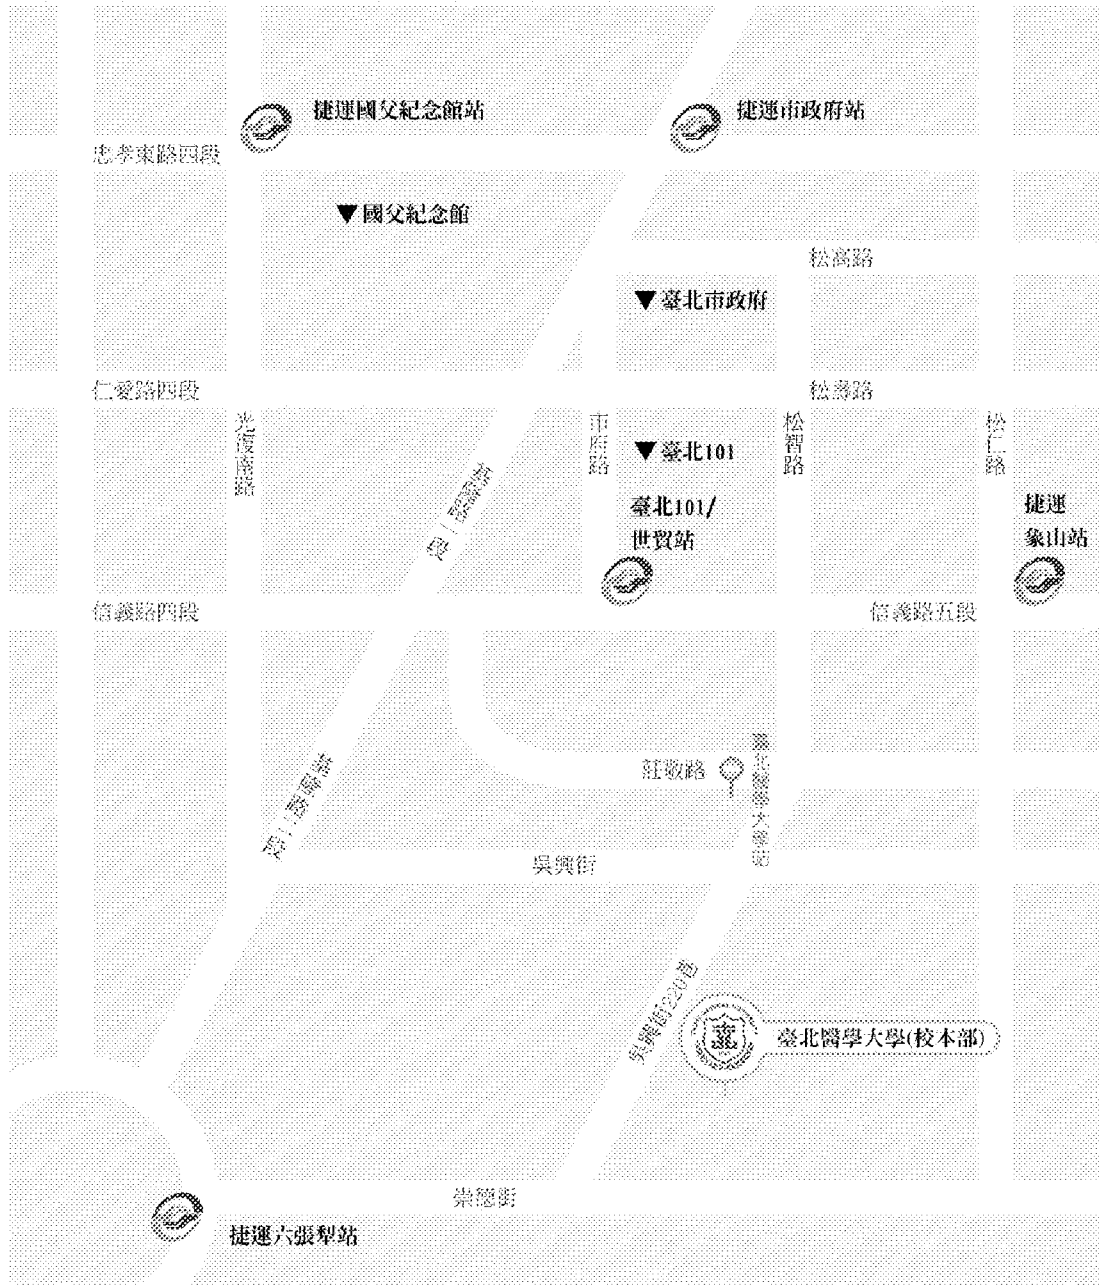 捷運國父紀念館站
捷運市政府站
忠孝東路四段
國父紀念館
松高路
臺北市政府
仁愛路四段
松壽路
光復南路
市府路
臺北101
松智路
松仁路
基隆路一段
臺北101/
世貿站
捷運
象山站
信義路四段
信義路五段
莊敬路
臺北醫學大學站
基隆路二段
吳興街
吳興街220巷
臺北醫學大學(校本部)
崇德街
捷運六張犁站